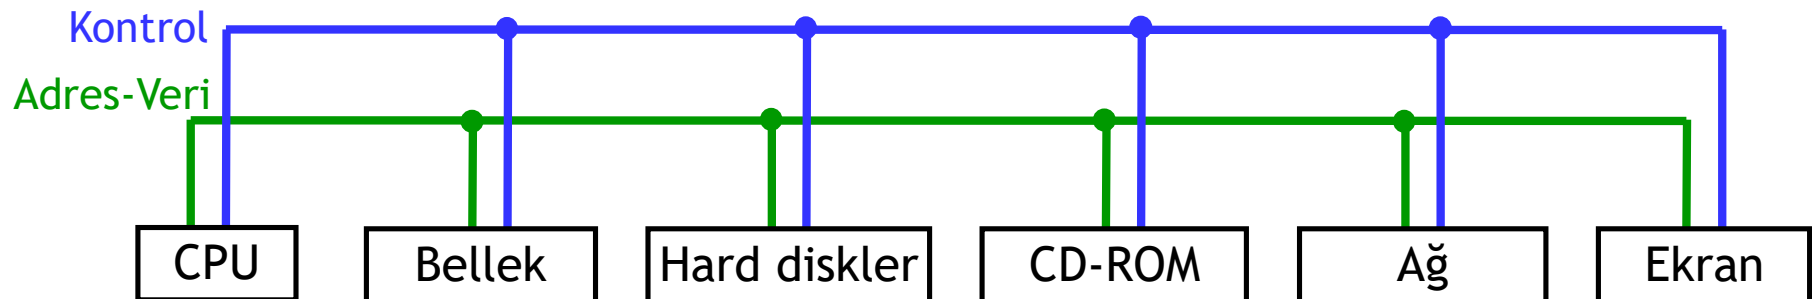 Kontrol
Adres-Veri
CPU
Bellek
Hard diskler
CD-ROM
Ağ
Ekran